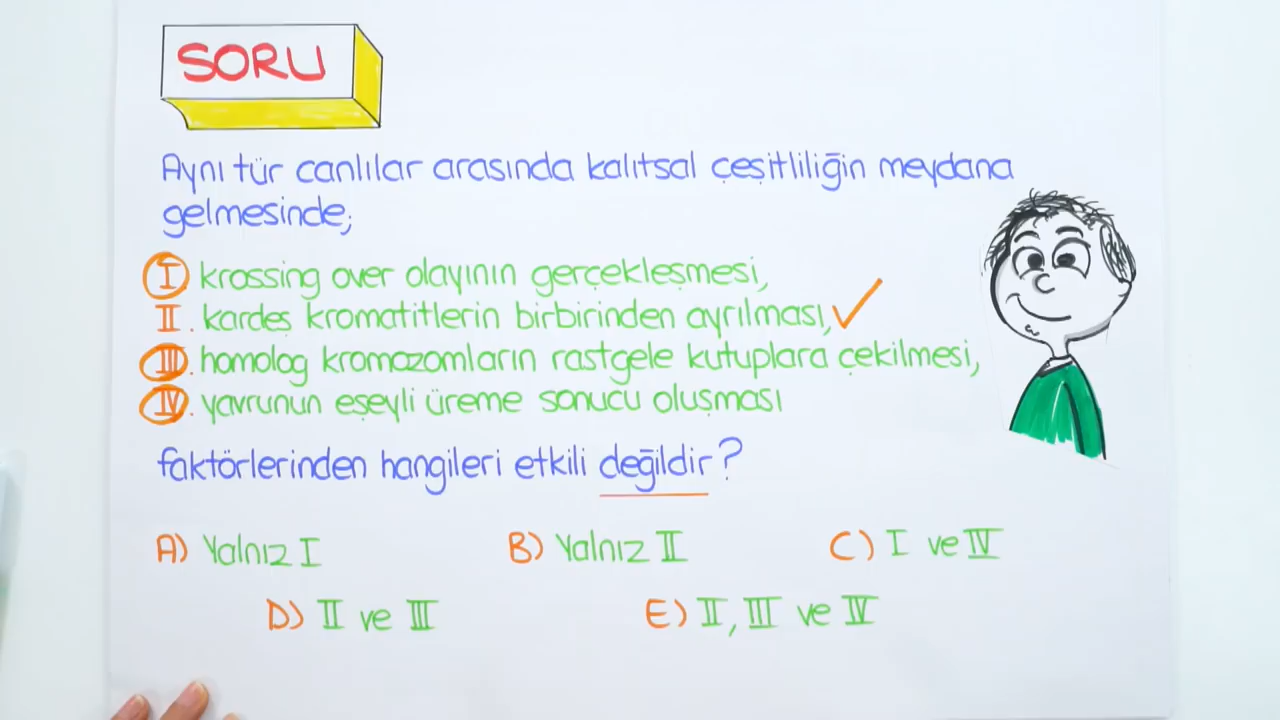 SORU
Aynı tür canlılar arasında kalıtsal çeşitliliğin meydana
gelmesinde;
I. krossing over olayının gerçekleşmesi,
II. kardeş kromatitlerin birbirinden ayrılması,
III. homolog kromozomların rastgele kutuplara çekilmesi,
IV. yavrunun eşeyli üreme sonucu oluşması
faktörlerinden hangileri etkili değildir?
A) Yalnız I B) Yalnız II C) I ve IV
D) II ve III E) II, III ve IV